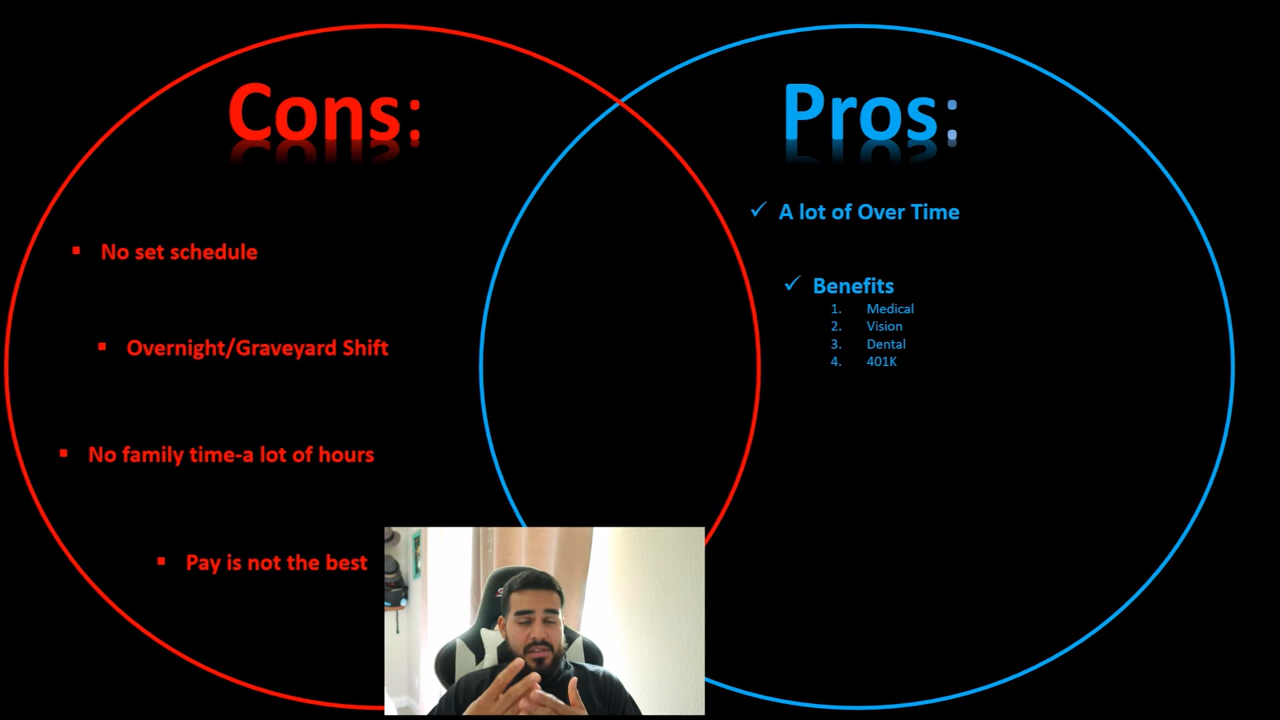 Cons:
No set schedule
Overnight/Graveyard Shift
No family time-a lot of hours
Pay is not the best
Pros:
A lot of Over Time
Benefits
1. Medical
2. Vision
3. Dental
4. 401K